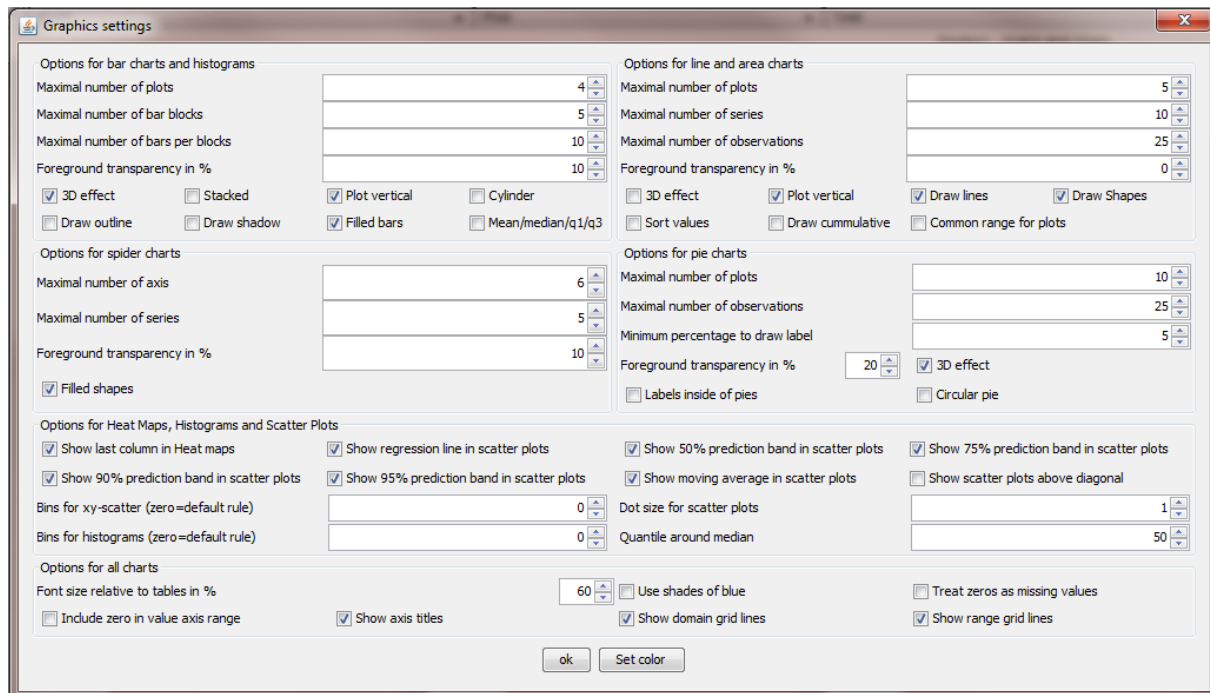 Graphics settings
Options for bar charts and histograms
Maximal number of plots 4
Maximal number of bar blocks 5
Maximal number of bars per blocks 10
Foreground transparency in % 10
3D effect Stacked Plot vertical Cylinder
Draw outline Draw shadow Filled bars Mean/median/q1/q3
Options for line and area charts
Maximal number of plots 5
Maximal number of series 10
Maximal number of observations 25
Foreground transparency in % 0
3D effect Plot vertical Draw lines Draw Shapes
Sort values Draw cummulative Common range for plots
Options for spider charts
Maximal number of axis 6
Maximal number of series 5
Foreground transparency in % 10
Filled shapes
Options for pie charts
Maximal number of plots 10
Maximal number of observations 25
Minimum percentage to draw label 5
Foreground transparency in % 20 3D effect
Labels inside of pies Circular pie
Options for Heat Maps, Histograms and Scatter Plots
Show last column in Heat maps Show regression line in scatter plots Show 50% prediction band in scatter plots Show 75% prediction band in scatter plots
Show 90% prediction band in scatter plots Show 95% prediction band in scatter plots Show moving average in scatter plots Show scatter plots above diagonal
Bins for xy-scatter (zero=default rule) 0 Dot size for scatter plots 1
Bins for histograms (zero=default rule) 0 Quantile around median 50
Options for all charts
Font size relative to tables in % 60 Use shades of blue Treat zeros as missing values
Include zero in value axis range Show axis titles Show domain grid lines Show range grid lines
ok Set color